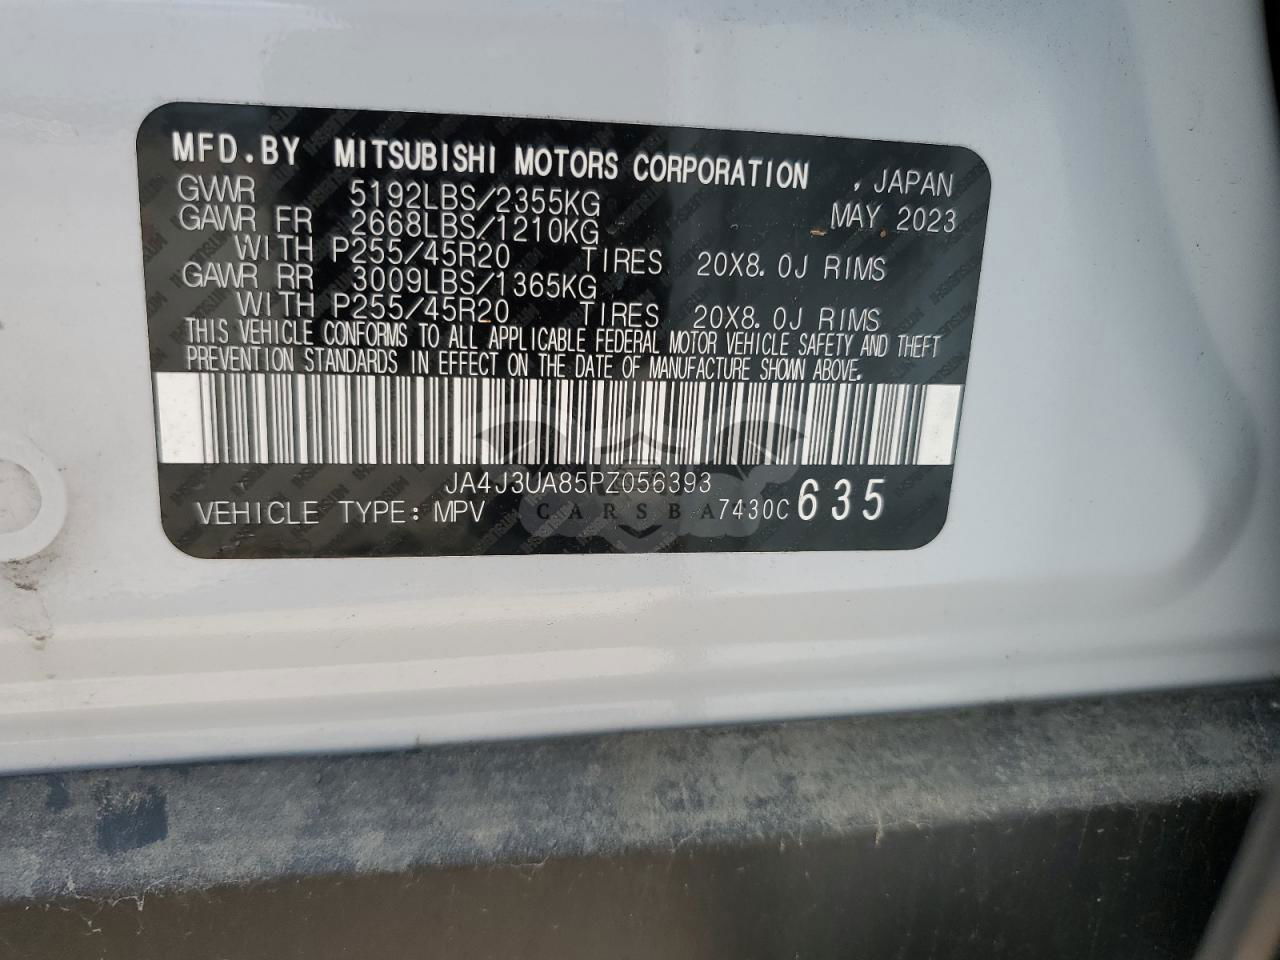 MFD.BY MITSUBISHI MOTORS CORPORATION , JAPAN
GVWR 5192LBS/2355KG MAY 2023
GAWR FR 2668LBS/1210KG
WITH P255/45R20 TIRES 20X8.0J RIMS
GAWR RR 3009LBS/1365KG
WITH P255/45R20 TIRES 20X8.0J RIMS
THIS VEHICLE CONFORMS TO ALL APPLICABLE FEDERAL MOTOR VEHICLE SAFETY AND THEFT
PREVENTION STANDARDS IN EFFECT ON THE DATE OF MANUFACTURE SHOWN ABOVE.
JA4J3UA85PZ056393
VEHICLE TYPE: MPV 7430C 635